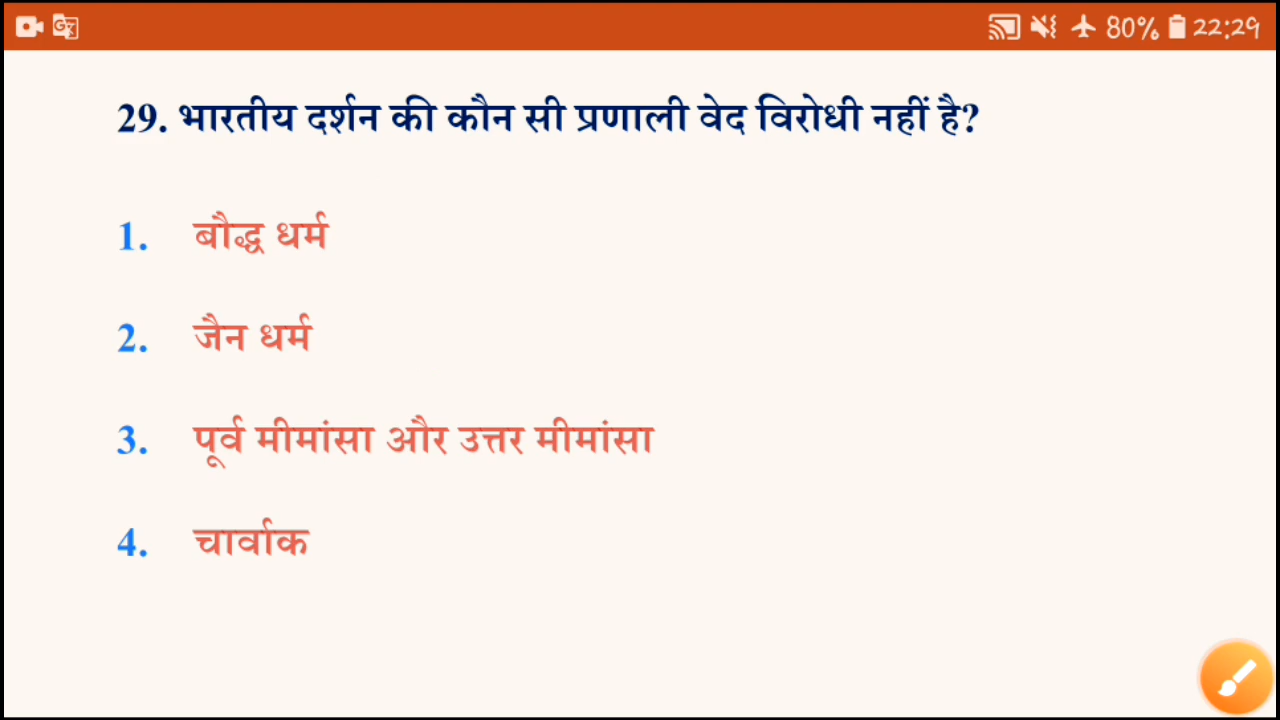 80% 22:29
29. भारतीय दर्शन की कौन सी प्रणाली वेद विरोधी नहीं है?
1. बौद्ध धर्म
2. जैन धर्म
3. पूर्व मीमांसा और उत्तर मीमांसा
4. चार्वाक